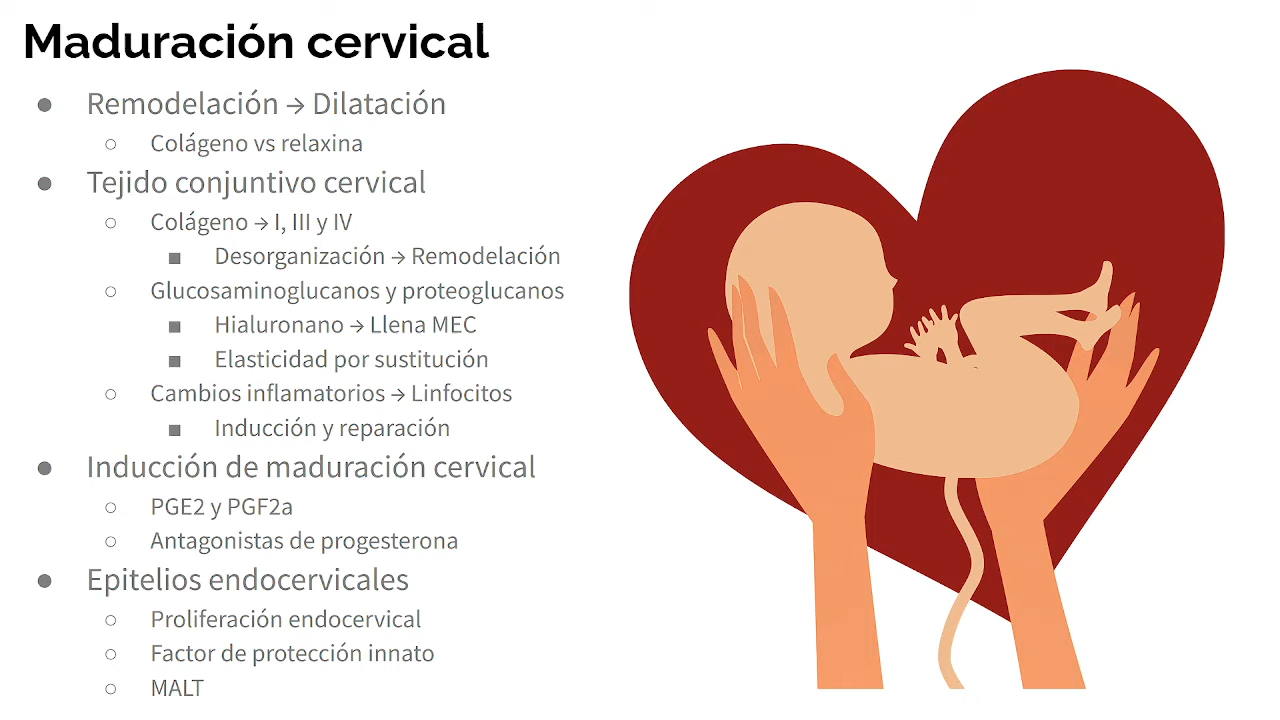 Maduración cervical
● Remodelación → Dilatación
○ Colágeno vs relaxina
● Tejido conjuntivo cervical
○ Colágeno → I, III y IV
■ Desorganización → Remodelación
○ Glucosaminoglucanos y proteoglucanos
■ Hialuronano → Llena MEC
■ Elasticidad por sustitución
○ Cambios inflamatorios → Linfocitos
■ Inducción y reparación
● Inducción de maduración cervical
○ PGE2 y PGF2a
○ Antagonistas de progesterona
● Epitelios endocervicales
○ Proliferación endocervical
○ Factor de protección innato
○ MALT